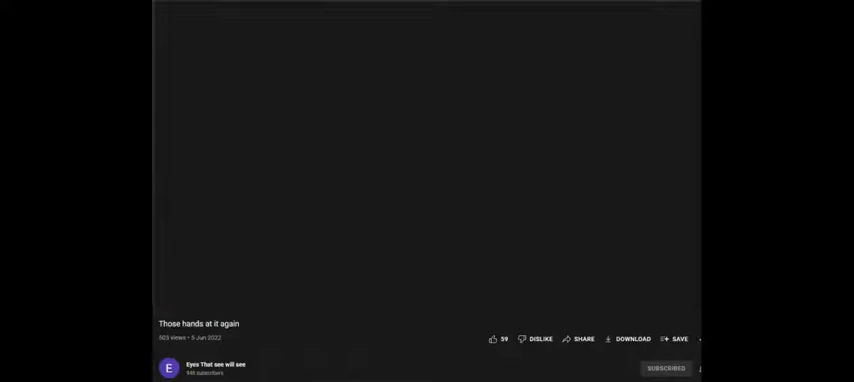 Those hands at it again
503 views • 5 Jun 2022
59 DISLIKE SHARE DOWNLOAD SAVE
E
Eyes That see will see
SUBSCRIBED
subscribers